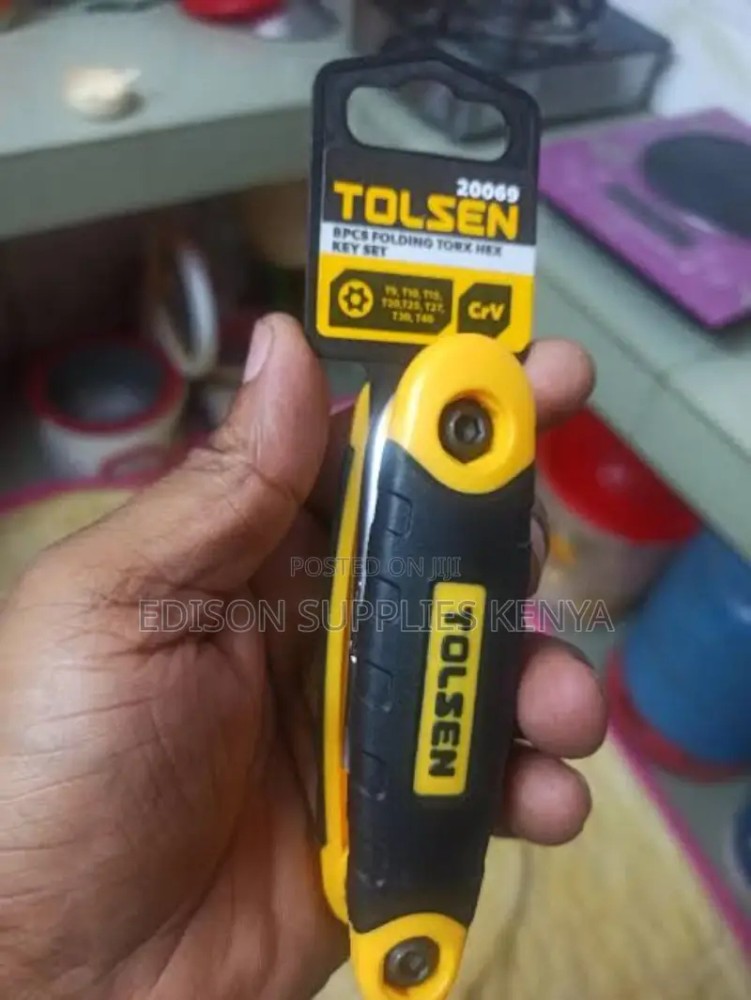 20069
TOLSEN
8PCS FOLDING TORX HEX
KEY SET
T9, T10, T15,
T20, T25, T27,
T30, T40
CrV
POSTED ON JIJI
EDISON SUPPLIES KENYA
TOLSEN